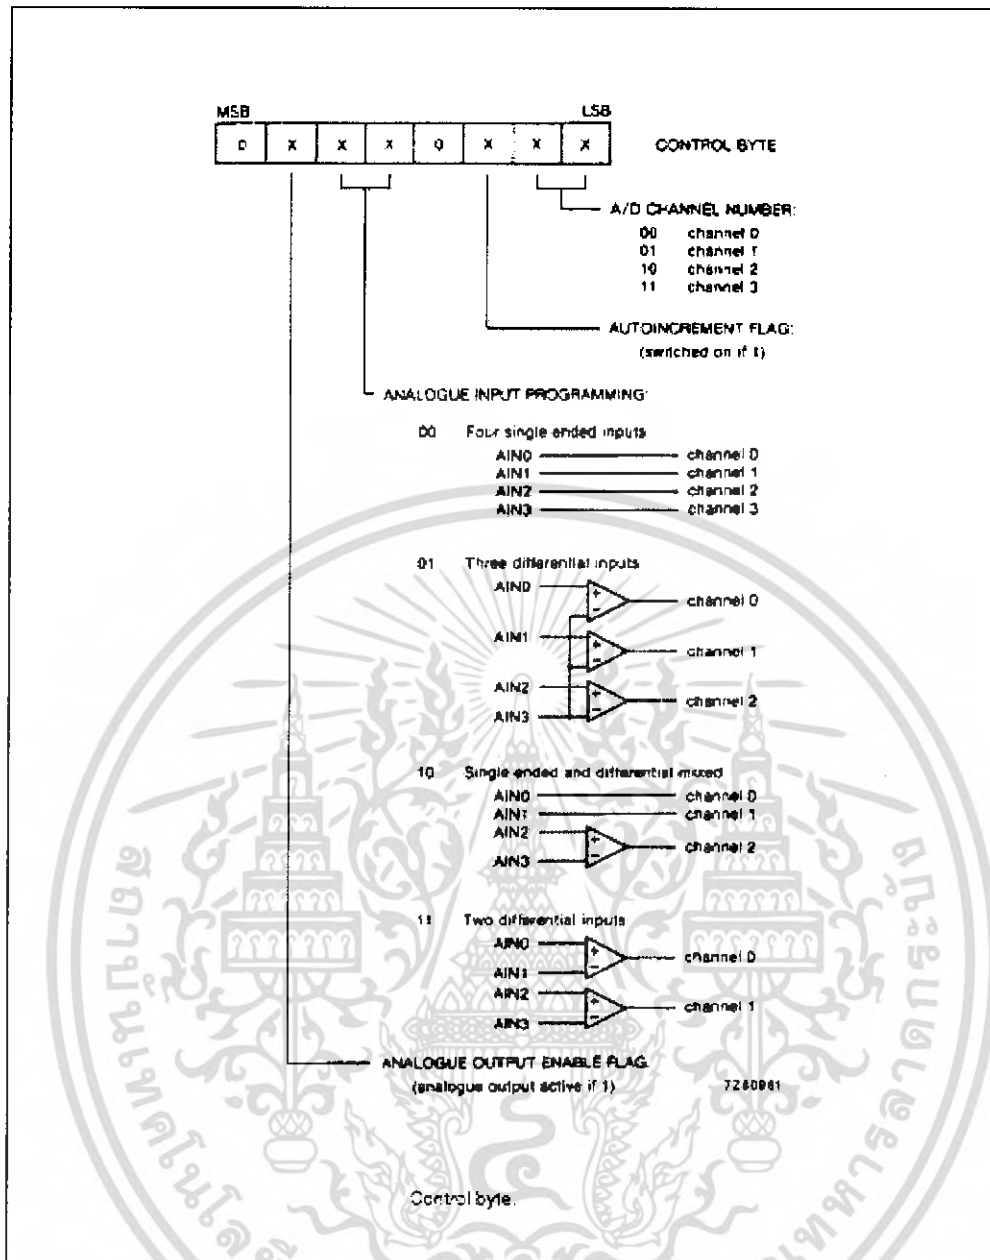 MSB LSB
0 X X X 0 X X X CONTROL BYTE
A/D CHANNEL NUMBER:
00 channel 0
01 channel 1
10 channel 2
11 channel 3
AUTOINCREMENT FLAG:
(switched on if 1)
ANALOGUE INPUT PROGRAMMING:
00 Four single ended inputs
AIN0 channel 0
AIN1 channel 1
AIN2 channel 2
AIN3 channel 3
01 Three differential inputs
AIN0 + − channel 0
AIN1 + − channel 1
AIN2 + − channel 2
AIN3
10 Single ended and differential mixed
AIN0 channel 0
AIN1 channel 1
AIN2 + − channel 2
AIN3
11 Two differential inputs
AIN0 + − channel 0
AIN1
AIN2 + − channel 1
AIN3
ANALOGUE OUTPUT ENABLE FLAG:
(analogue output active if 1) 7Z80961
Control byte.